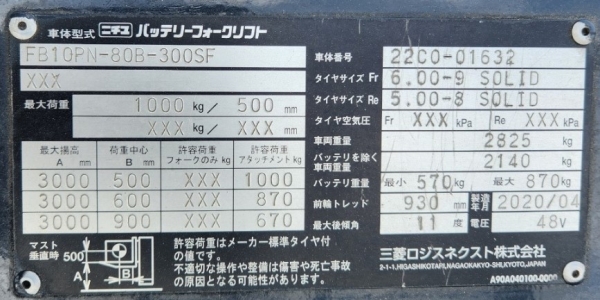 車体型式 ニチユ バッテリーフォークリフト
FB10PN-80B-300SF
XXX
最大荷重 1000 kg/ 500 mm
XXX kg/ XXX mm
最大揚高 A mm 荷重中心 B mm 許容荷重 フォークのみ kg 許容荷重 アタッチメント kg
3000 500 XXX 1000
3000 600 XXX 870
3000 900 XXX 670
マスト垂直時 500 A B
許容荷重はメーカー標準タイヤ付
の値です。
不適切な操作や整備は傷害や死亡事故
の原因となる可能性があります。
車体番号 22C0-01632
タイヤサイズ Fr 6.00-9 SOLID
タイヤサイズ Re 5.00-8 SOLID
タイヤ空気圧 Fr XXX kPa Re XXX kPa
車両重量 2825 kg
バッテリを除く車両重量 2140 kg
バッテリ重量 最小 570 kg 最大 870 kg
前輪トレッド 930 mm 製造年月 2020/04
最大後傾角 11 度 電圧 48V
三菱ロジスネクスト株式会社
2-1-1,HIGASHIKOTARI,NAGAOKAKYO-SHI,KYOTO,JAPAN
A90A040100-0000